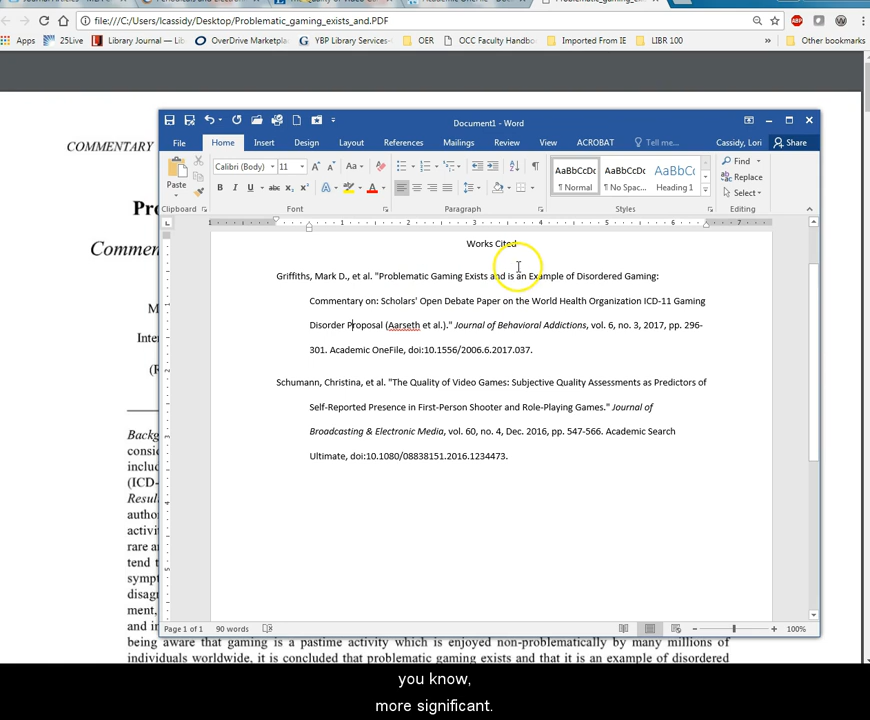 file:///C:/Users/lcassidy/Desktop/Problematic_gaming_exists_and.PDF
Apps 25Live Library Journal — Lib OverDrive Marketpla YBP Library Services- OER OCC Faculty Handbo Imported From IE LIBR 100 » Other bookmarks
COMMENTARY
Commen
Document1 - Word
File Home Insert Design Layout References Mailings Review View ACROBAT Tell me... Cassidy, Lori Share
Paste
Calibri (Body) 11
AaBbCcDc AaBbCcDc AaBbCc
¶ Normal ¶ No Spac... Heading 1
Find
Replace
Select
Clipboard Font Paragraph Styles Editing
Works Cited
Griffiths, Mark D., et al. "Problematic Gaming Exists and is an Example of Disordered Gaming:
Commentary on: Scholars' Open Debate Paper on the World Health Organization ICD-11 Gaming
Disorder Proposal (Aarseth et al.)." Journal of Behavioral Addictions, vol. 6, no. 3, 2017, pp. 296-
301. Academic OneFile, doi:10.1556/2006.6.2017.037.
Schumann, Christina, et al. "The Quality of Video Games: Subjective Quality Assessments as Predictors of
Self-Reported Presence in First-Person Shooter and Role-Playing Games." Journal of
Broadcasting & Electronic Media, vol. 60, no. 4, Dec. 2016, pp. 547-566. Academic Search
Ultimate, doi:10.1080/08838151.2016.1234473.
Page 1 of 1 90 words 100%
being aware that gaming is a pastime activity which is enjoyed non-problematically by many millions of
individuals worldwide, it is concluded that problematic gaming exists and that it is an example of disordered
you know,
more significant.